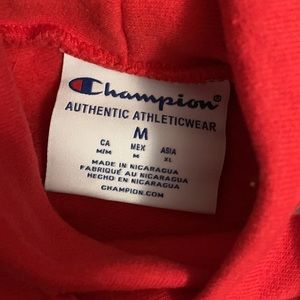 Champion®
AUTHENTIC ATHLETICWEAR
M
CA MEX ASIA
M/M M XL
MADE IN NICARAGUA
FABRIQUÉ AU NICARAGUA
HECHO EN NICARAGUA
CHAMPION.COM